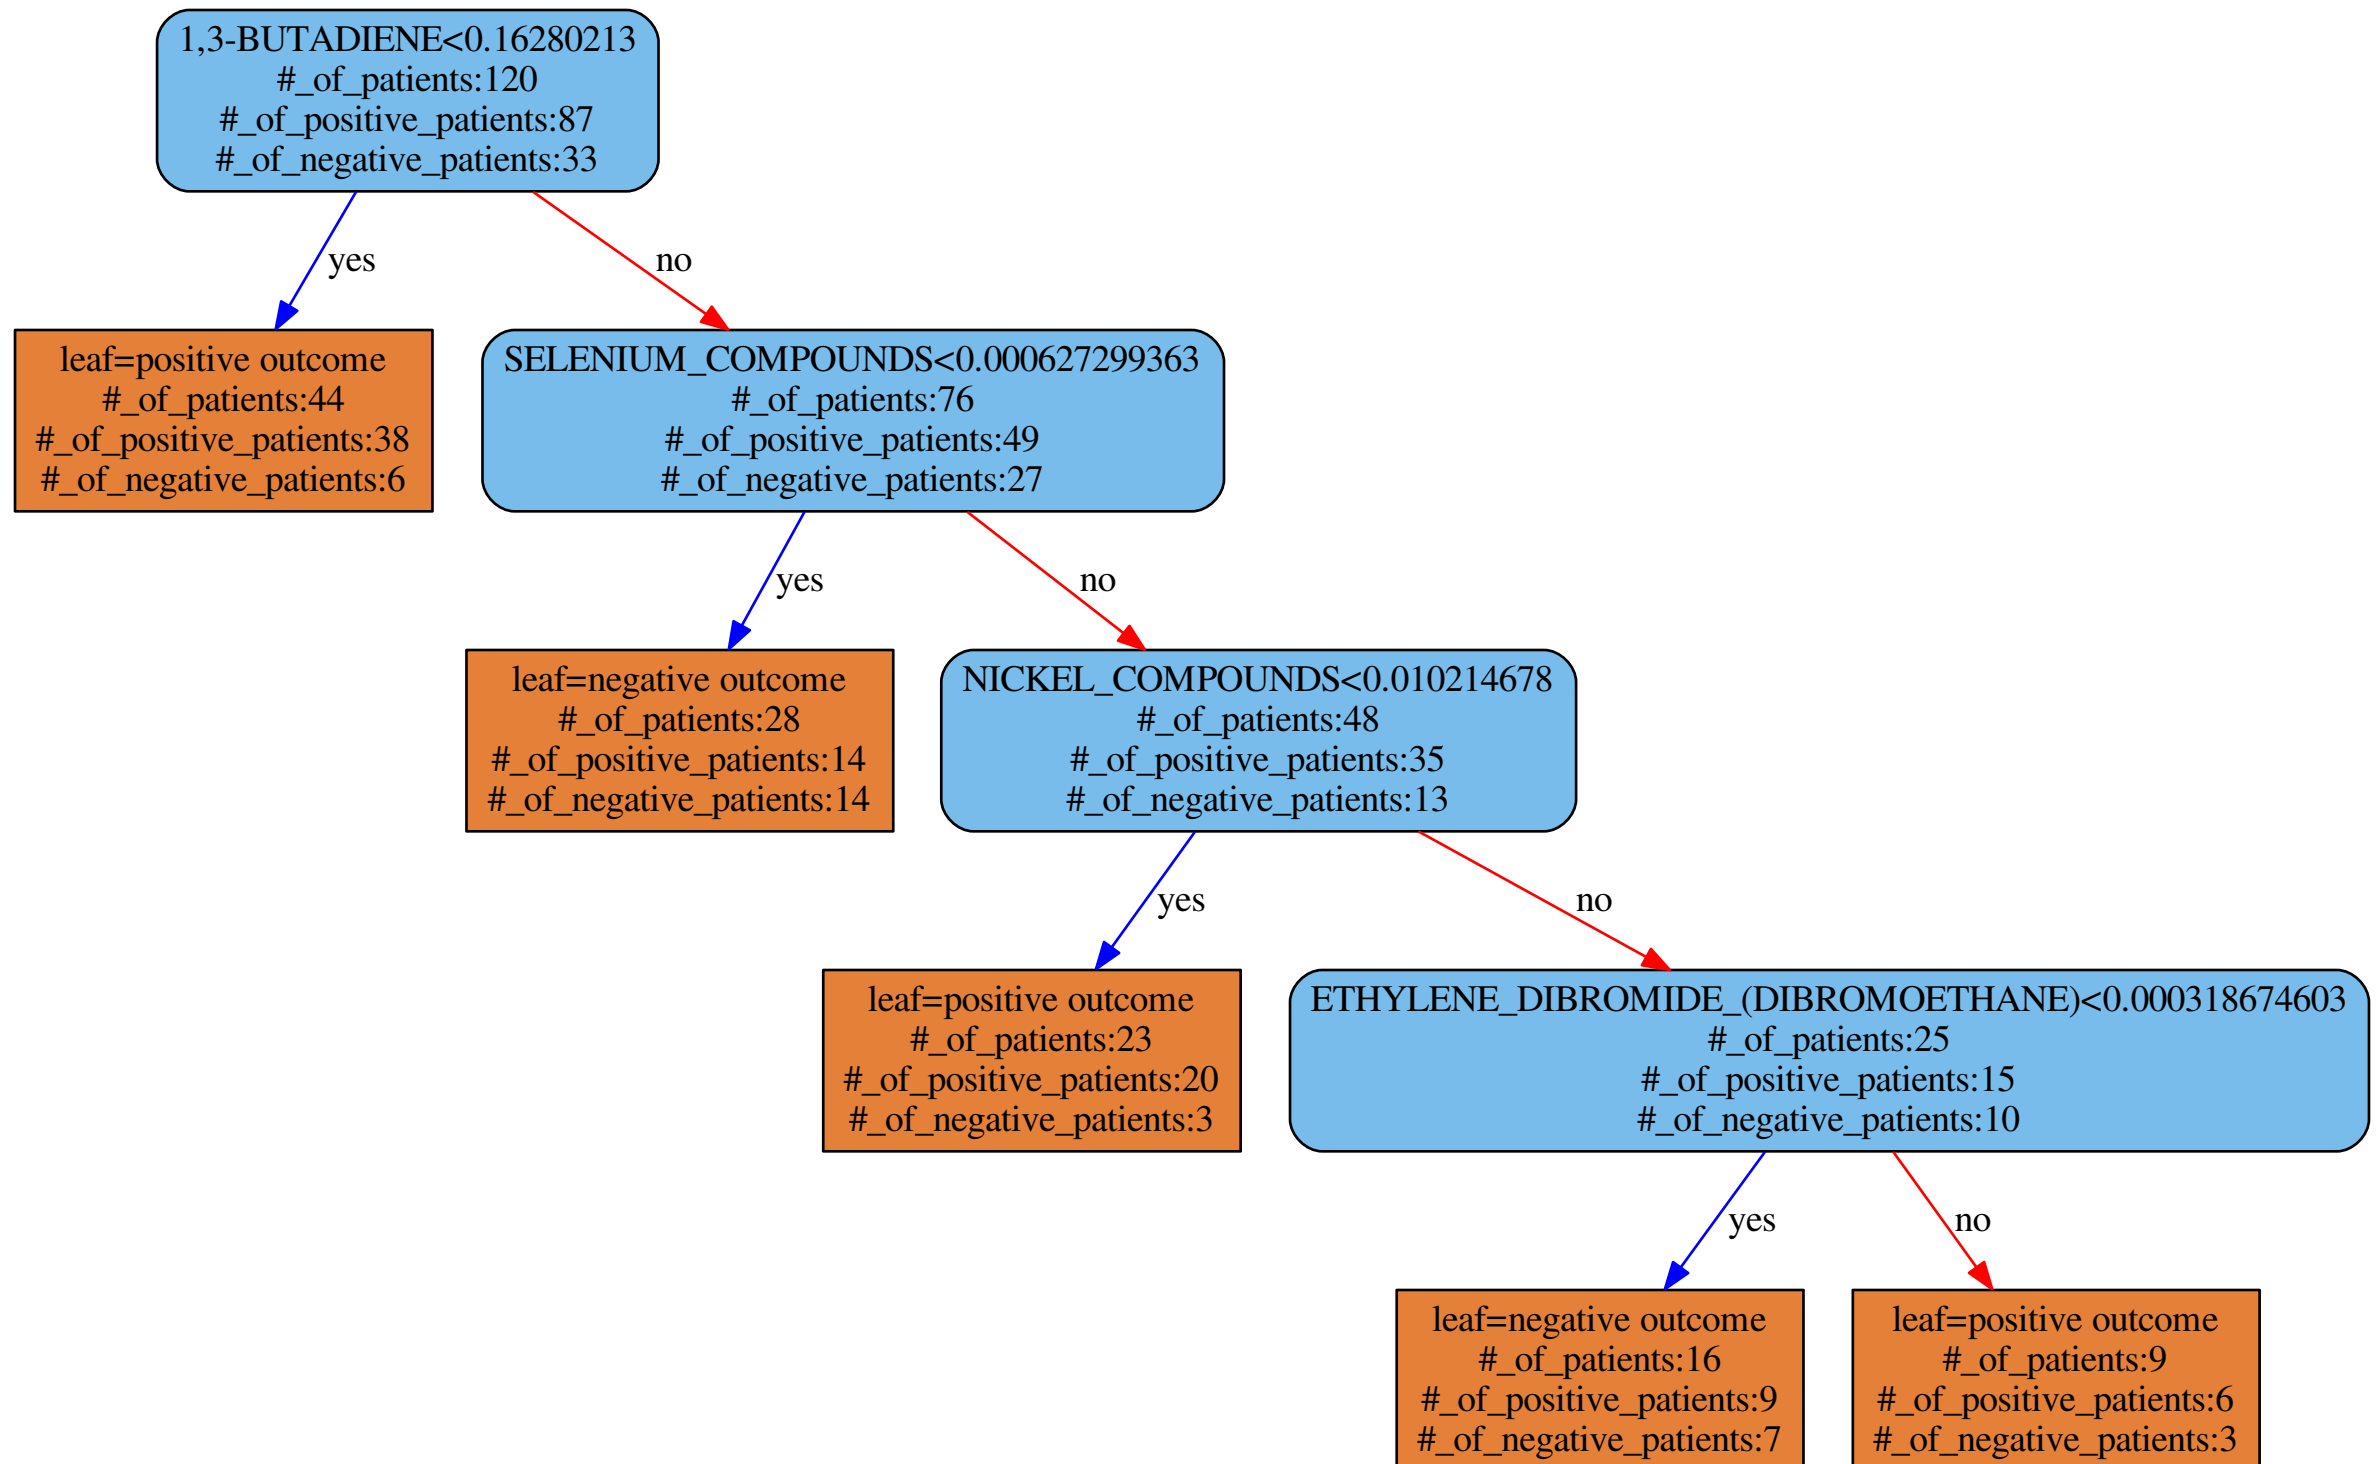 1,3-BUTADIENE<0.16280213
#_of_patients:120
#_of_positive_patients:87
#_of_negative_patients:33
yes
no
leaf=positive outcome
#_of_patients:44
#_of_positive_patients:38
#_of_negative_patients:6
SELENIUM_COMPOUNDS<0.000627299363
#_of_patients:76
#_of_positive_patients:49
#_of_negative_patients:27
yes
no
leaf=negative outcome
#_of_patients:28
#_of_positive_patients:14
#_of_negative_patients:14
NICKEL_COMPOUNDS<0.010214678
#_of_patients:48
#_of_positive_patients:35
#_of_negative_patients:13
yes
no
leaf=positive outcome
#_of_patients:23
#_of_positive_patients:20
#_of_negative_patients:3
ETHYLENE_DIBROMIDE_(DIBROMOETHANE)<0.000318674603
#_of_patients:25
#_of_positive_patients:15
#_of_negative_patients:10
yes
no
leaf=negative outcome
#_of_patients:16
#_of_positive_patients:9
#_of_negative_patients:7
leaf=positive outcome
#_of_patients:9
#_of_positive_patients:6
#_of_negative_patients:3